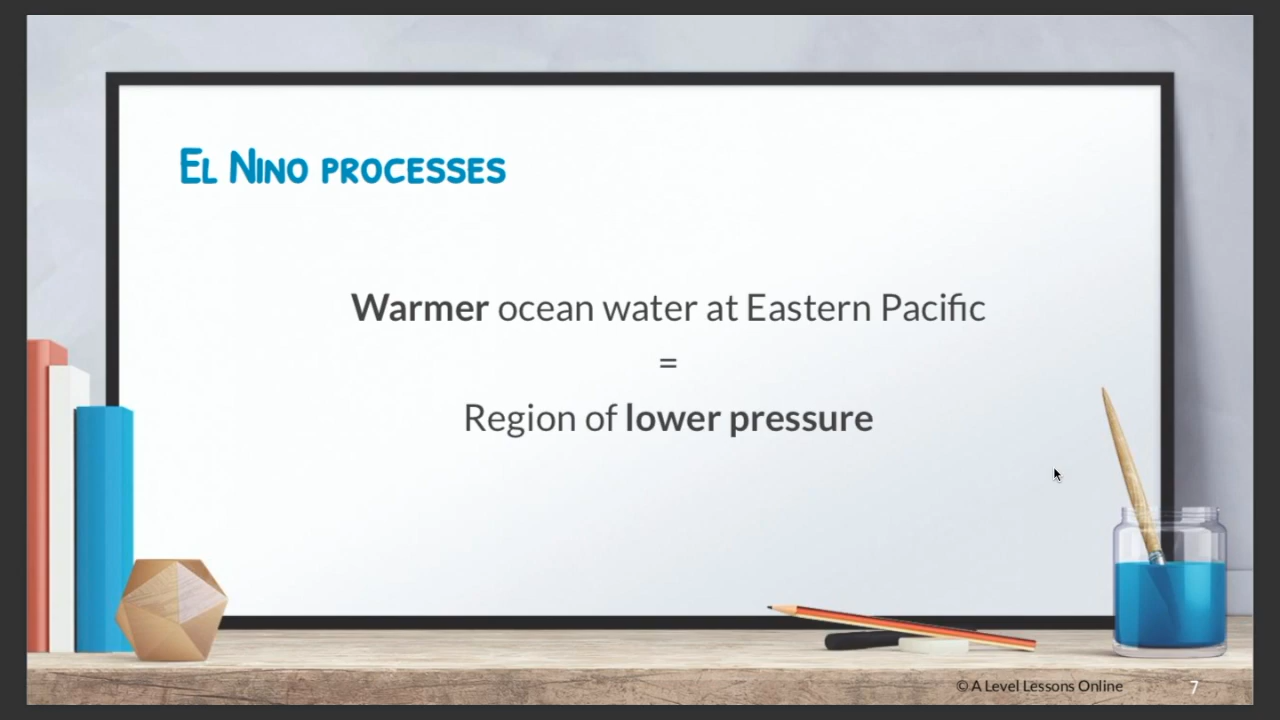 El Nino processes
Warmer ocean water at Eastern Pacific
=
Region of lower pressure
© A Level Lessons Online
7